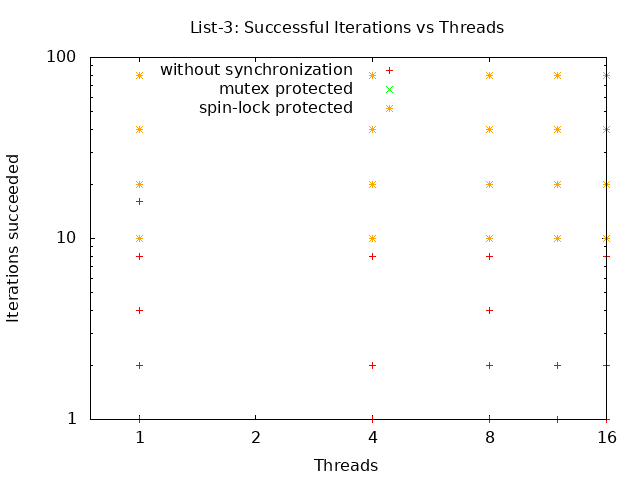 List-3: Successful Iterations vs Threads
100
without synchronization
mutex protected
spin-lock protected
Iterations succeeded
10
1
1 2 4 8 16
Threads